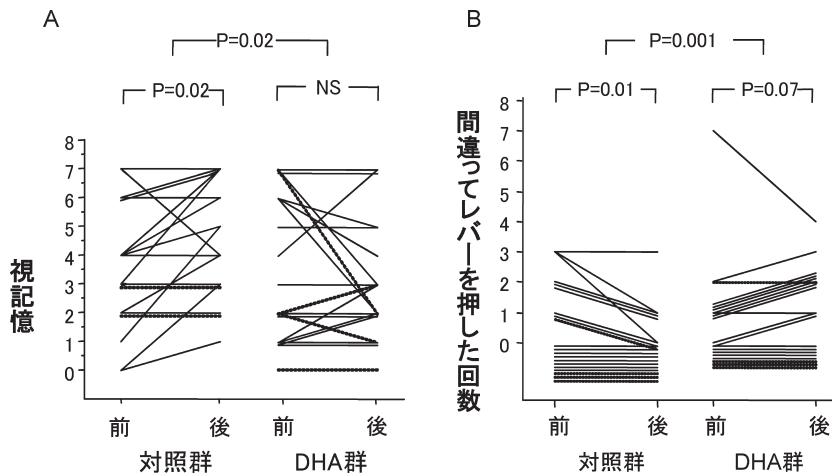 A
P=0.02
P=0.02
NS
視記憶
8
7
6
5
4
3
2
1
0
前
後
前
後
対照群
DHA群
B
P=0.001
P=0.01
P=0.07
間違ってレバーを押した回数
8
7
6
5
4
3
2
1
0
前
後
前
後
対照群
DHA群